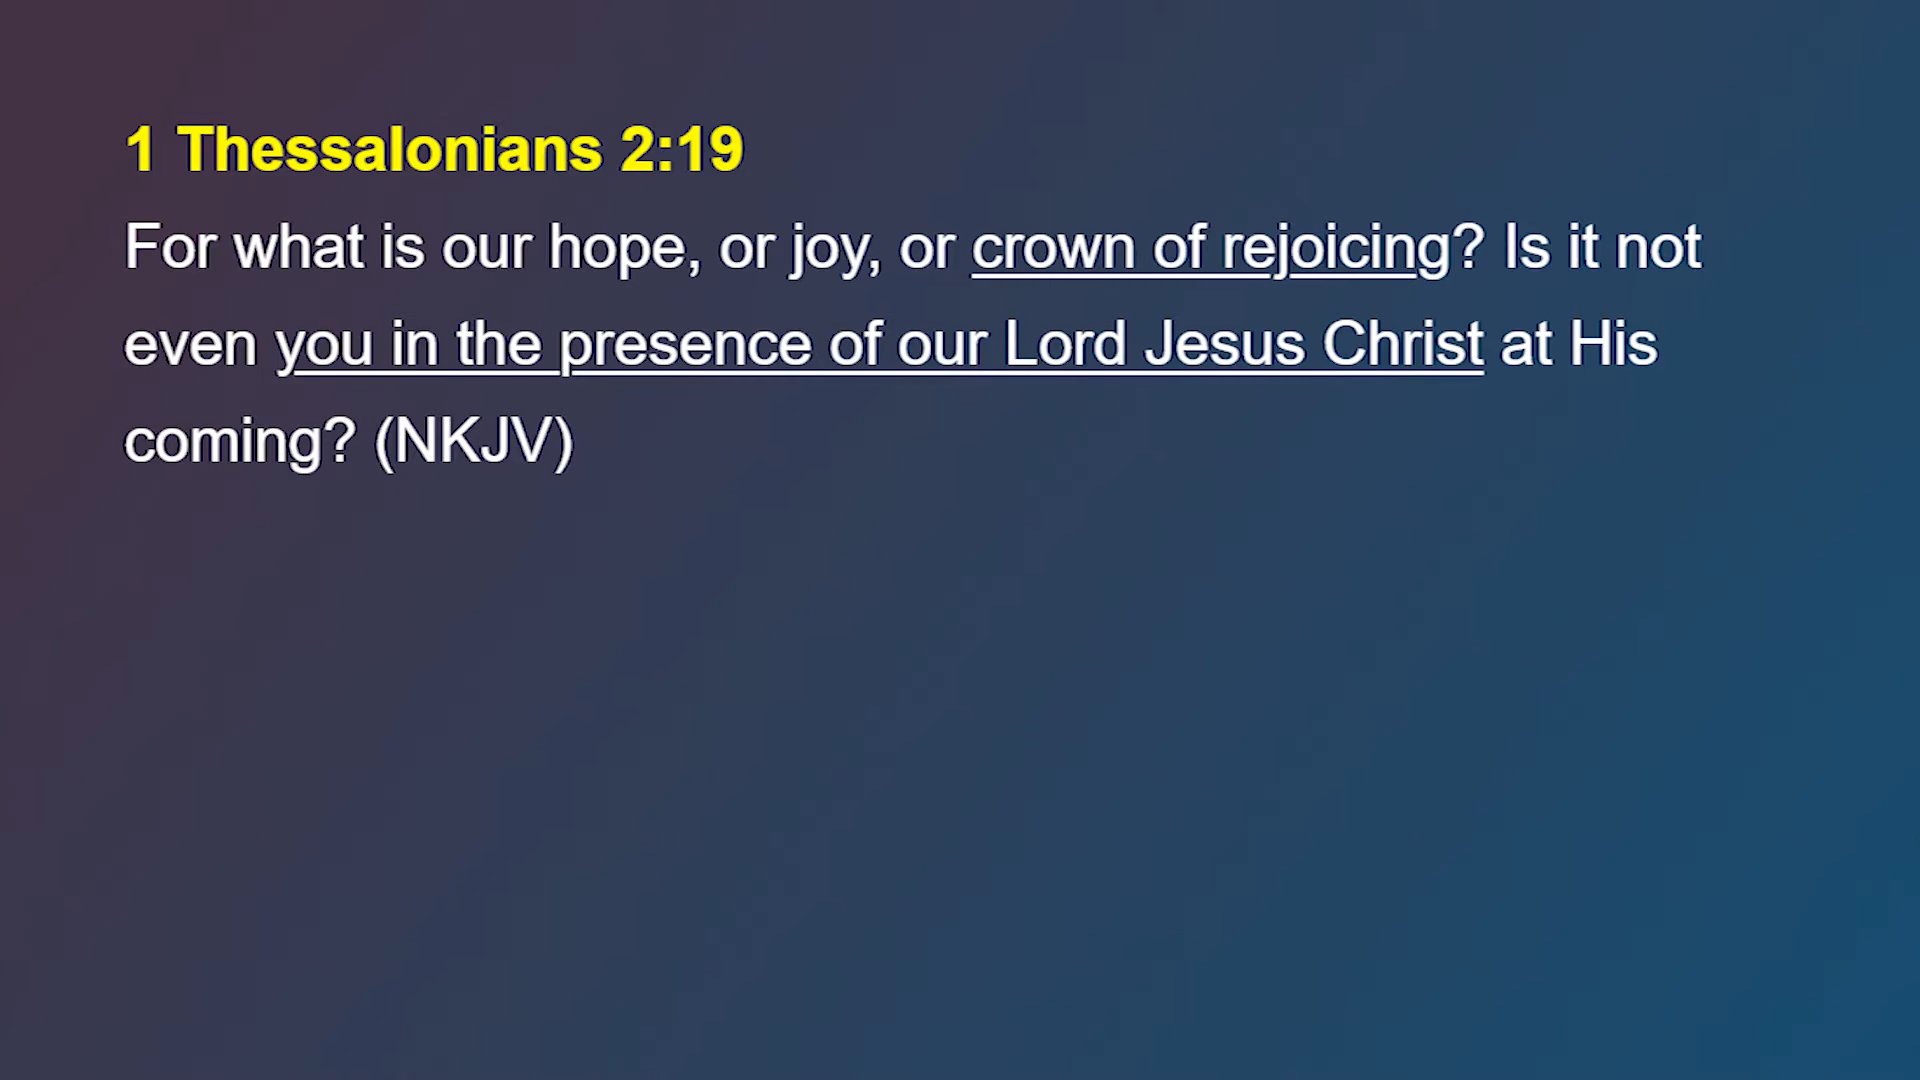 1 Thessalonians 2:19
For what is our hope, or joy, or crown of rejoicing? Is it not
even you in the presence of our Lord Jesus Christ at His
coming? (NKJV)